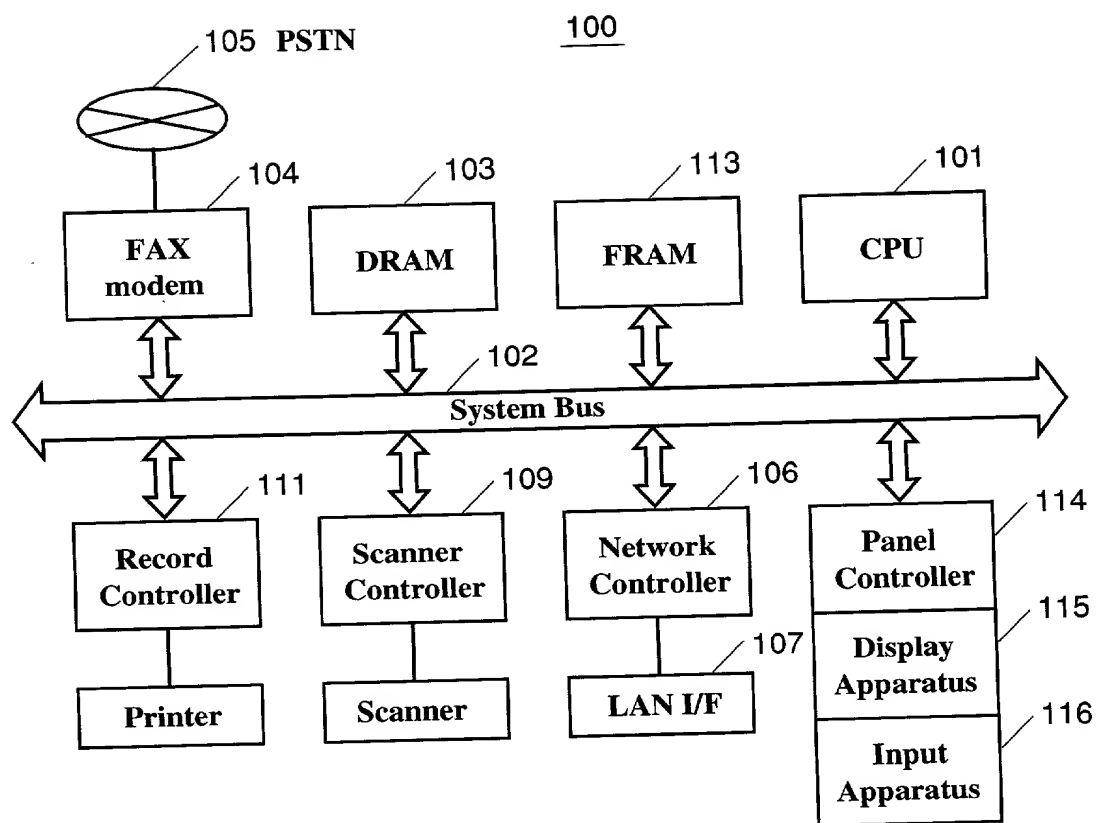 105 PSTN
100
104
103
113
101
FAX
modem
DRAM
FRAM
CPU
102
System Bus
111
109
106
114
Record
Controller
Scanner
Controller
Network
Controller
Panel
Controller
107
115
Printer
Scanner
LAN I/F
Display
Apparatus
116
Input
Apparatus